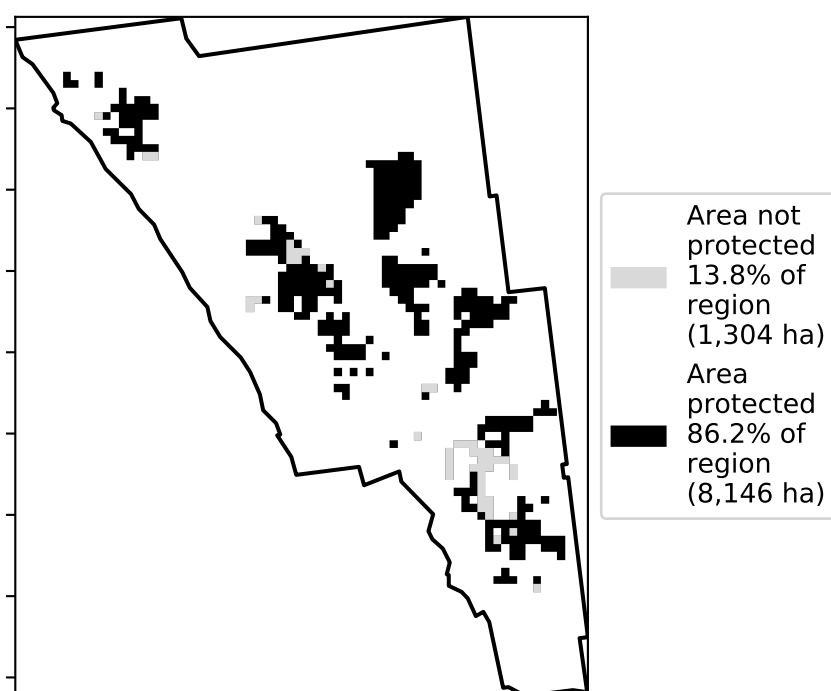 Area not
protected
13.8% of
region
(1,304 ha)
Area
protected
86.2% of
region
(8,146 ha)